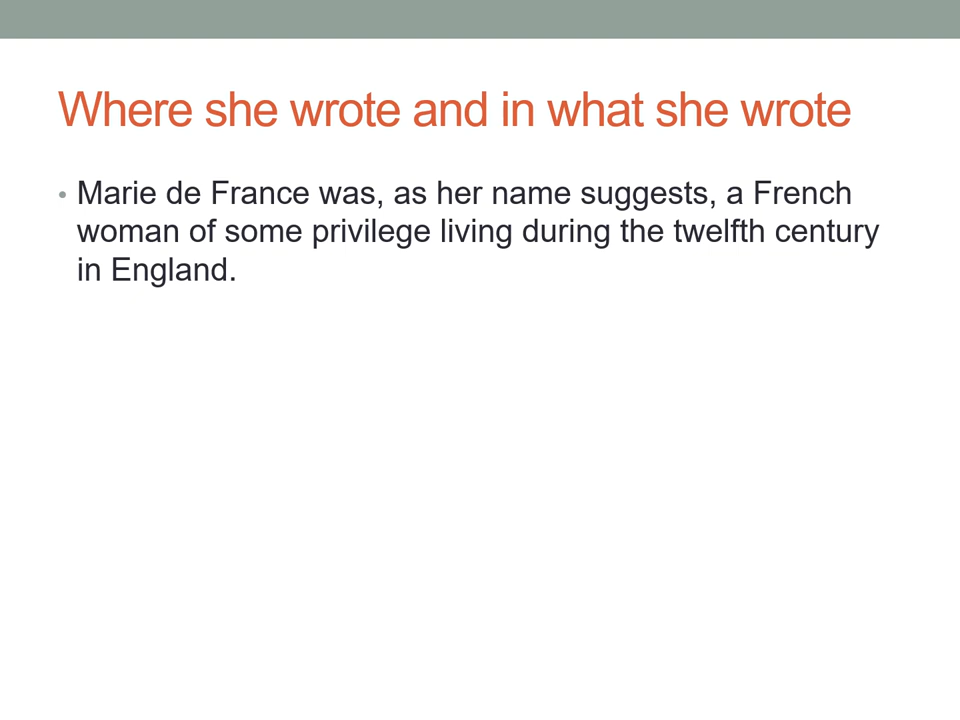 Where she wrote and in what she wrote
• Marie de France was, as her name suggests, a French
woman of some privilege living during the twelfth century
in England.